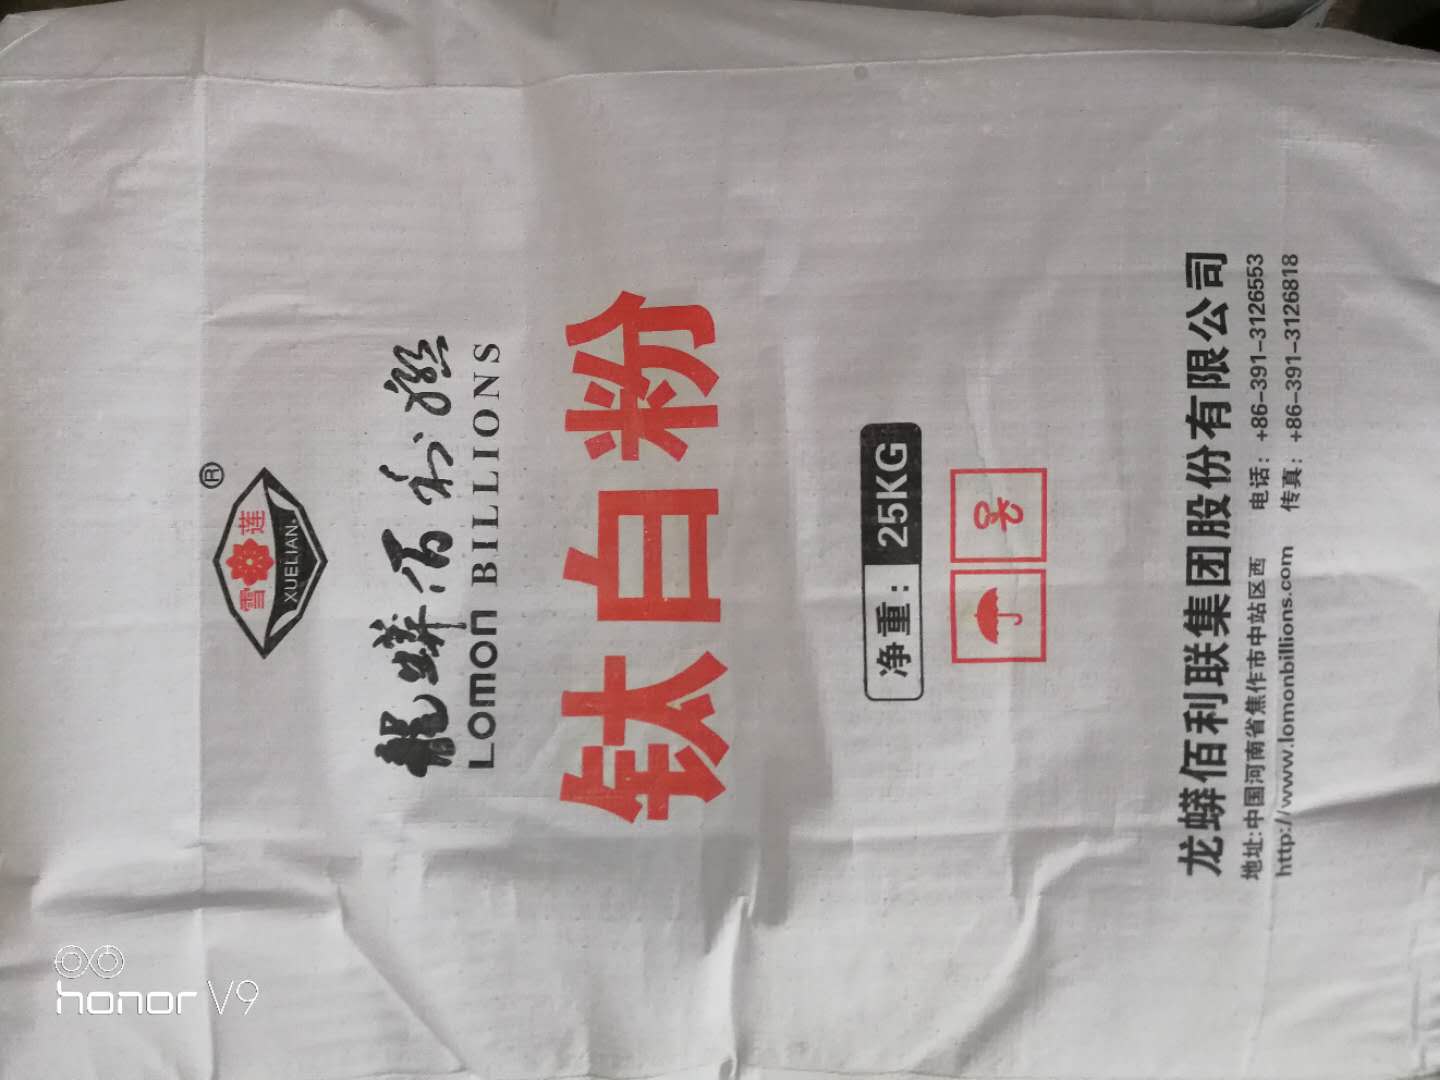 ®
雪莲
XUELIAN
龍蟒佰利聯
LOMON BILLIONS
钛白粉
净重：25KG
龙蟒佰利联集团股份有限公司
地址:中国河南省焦作市中站区西 电话：+86-391-3126553
http://www.lomonbillions.com 传真：+86-391-3126818
honor V9